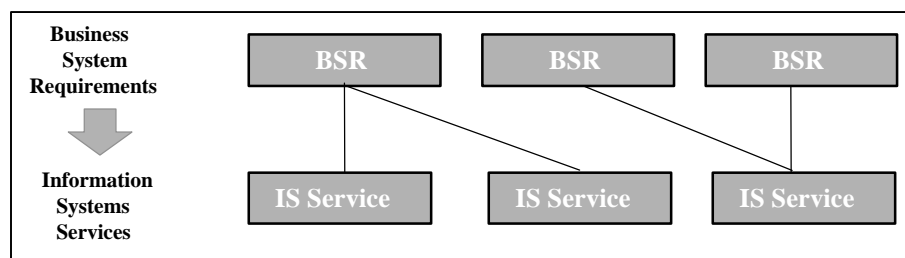 Business
System
Requirements
BSR BSR BSR
Information
Systems
Services
IS Service IS Service IS Service